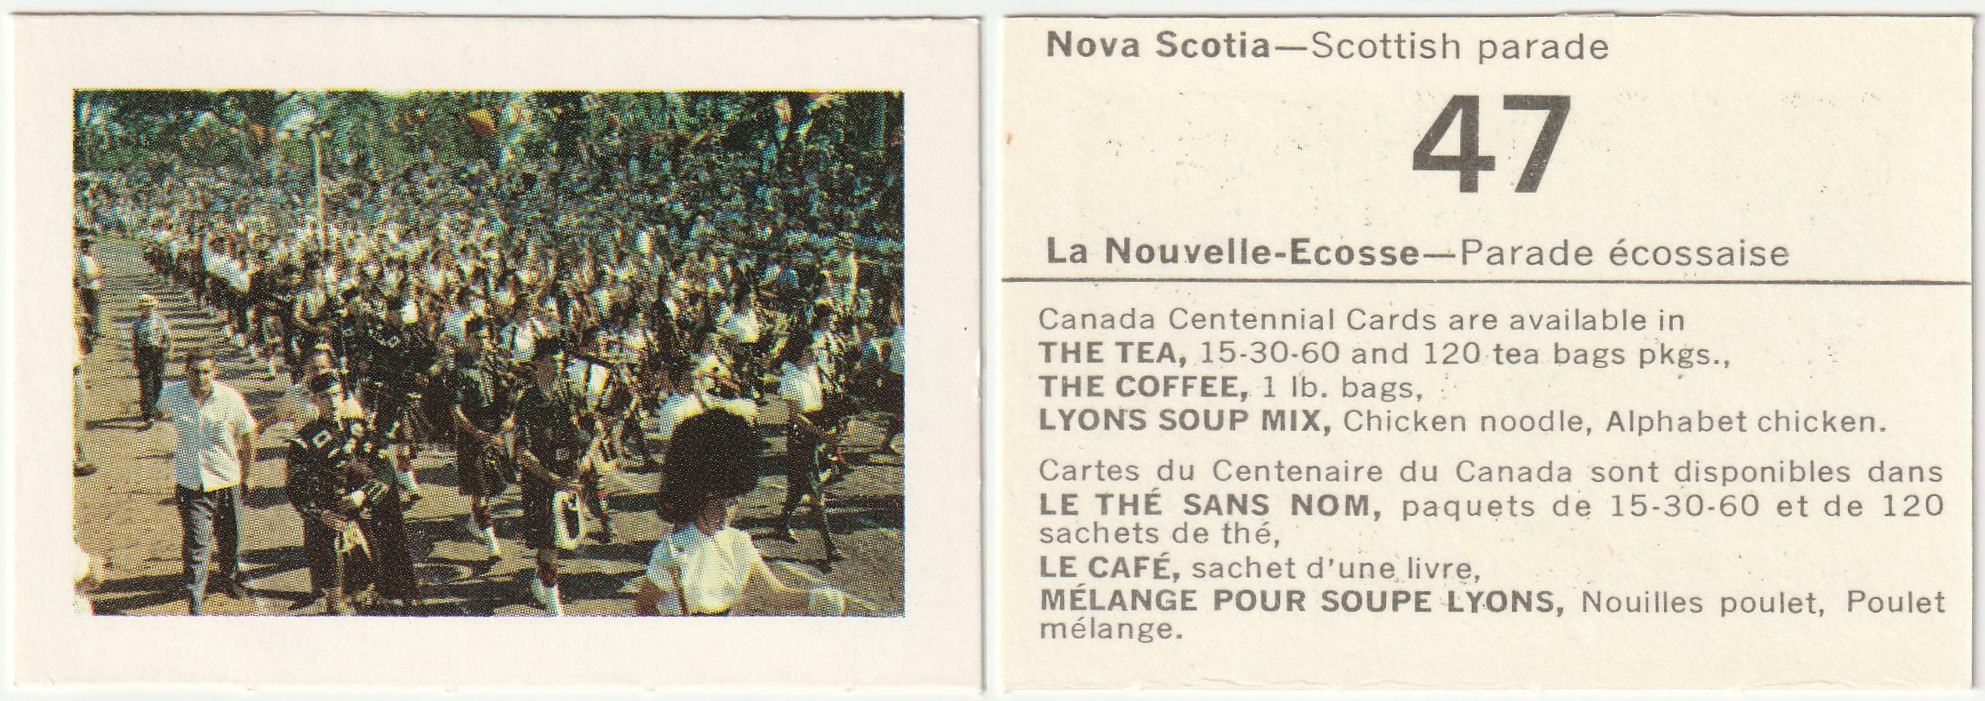 Nova Scotia—Scottish parade
47
La Nouvelle-Ecosse—Parade écossaise
Canada Centennial Cards are available in
THE TEA, 15-30-60 and 120 tea bags pkgs.,
THE COFFEE, 1 lb. bags,
LYONS SOUP MIX, Chicken noodle, Alphabet chicken.
Cartes du Centenaire du Canada sont disponibles dans
LE THÉ SANS NOM, paquets de 15-30-60 et de 120
sachets de thé,
LE CAFÉ, sachet d'une livre,
MÉLANGE POUR SOUPE LYONS, Nouilles poulet, Poulet
mélange.